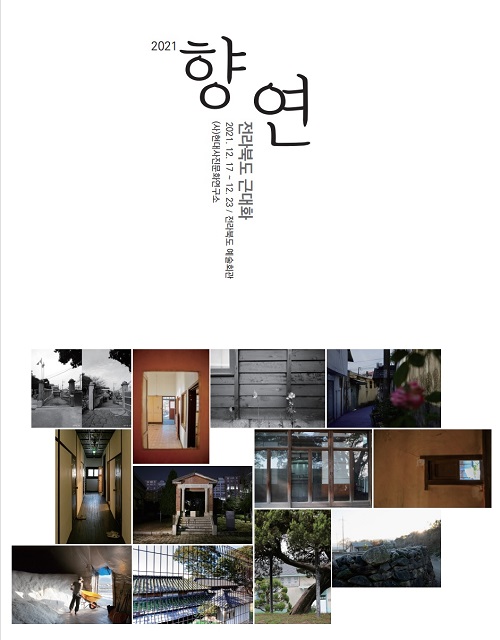 2021
향연
전라북도 근대화
2021. 12. 17 - 12. 23 / 전라북도 예술회관
(사)현대사진문화연구소